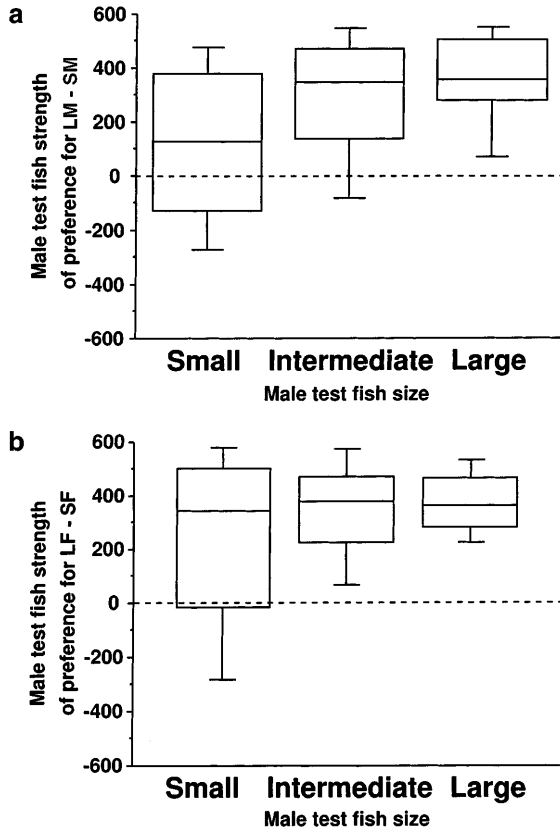 a
Male test fish strength
of preference for LM - SM
600
400
200
0
-200
-400
-600
Small Intermediate Large
Male test fish size
b
Male test fish strength
of preference for LF - SF
600
400
200
0
-200
-400
-600
Small Intermediate Large
Male test fish size